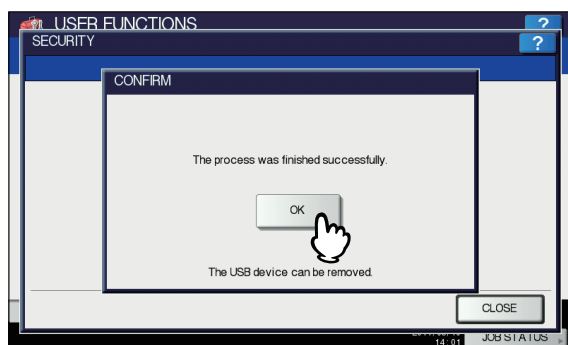 USER FUNCTIONS
?
SECURITY
?
CONFIRM
The process was finished successfully.
OK
The USB device can be removed.
CLOSE
14:01
JOB STATUS